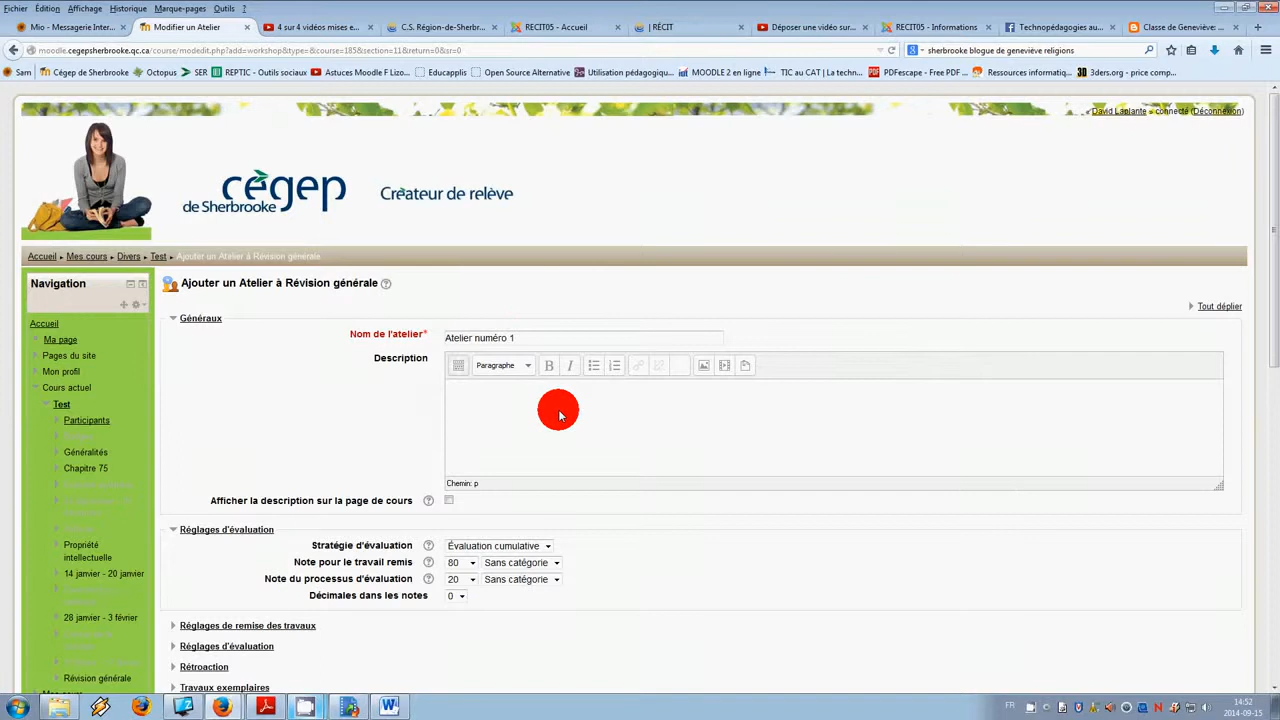 Fichier Édition Affichage Historique Marque-pages Outils ?
Mio - Messagerie Inter... Modifier un Atelier 4 sur 4 vidéos mises e... C.S. Région-de-Sherbr... RECIT05 - Accueil | RÉCIT Déposer une vidéo sur... RECIT05 - Informations Technopédagogies au... Classe de Geneviève: ...
moodle.cegepsherbrooke.qc.ca/course/modedit.php?add=workshop&type=&course=185&section=11&return=0&sr=0
sherbrooke blogue de geneviève religions
Sam Cégep de Sherbrooke Octopus SER REPTIC - Outils sociaux Astuces Moodle F Lizo... Educapplis Open Source Alternative Utilisation pédagogiqu... MOODLE 2 en ligne TIC au CAT | La techn... PDFescape - Free PDF ... Ressources informatiq... 3ders.org - price comp...
David Laplante - connecté (Déconnexion)
cégep
de Sherbrooke
Créateur de relève
Accueil Mes cours Divers Test Ajouter un Atelier à Révision générale
Navigation
Accueil
Ma page
Pages du site
Mon profil
Cours actuel
Test
Participants
Généralités
Chapitre 75
Propriété
intellectuelle
14 janvier - 20 janvier
28 janvier - 3 février
Révision générale
Ajouter un Atelier à Révision générale
Tout déplier
Généraux
Nom de l'atelier* Atelier numéro 1
Description
Paragraphe B I
Chemin: p
Afficher la description sur la page de cours
Réglages d'évaluation
Stratégie d'évaluation Évaluation cumulative
Note pour le travail remis 80 Sans catégorie
Note du processus d'évaluation 20 Sans catégorie
Décimales dans les notes 0
Réglages de remise des travaux
Réglages d'évaluation
Rétroaction
Travaux exemplaires
FR
14:52
2014-09-15